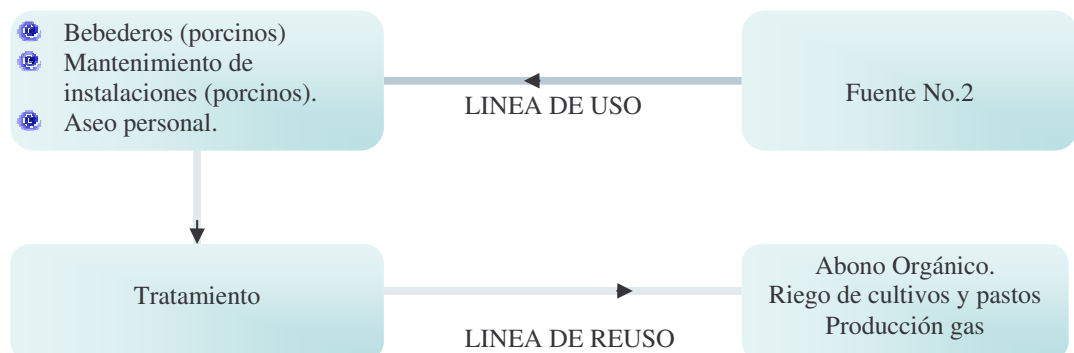 Bebederos (porcinos)
Mantenimiento de
instalaciones (porcinos).
Aseo personal.
LINEA DE USO
Fuente No.2
Tratamiento
LINEA DE REUSO
Abono Orgánico.
Riego de cultivos y pastos
Producción gas